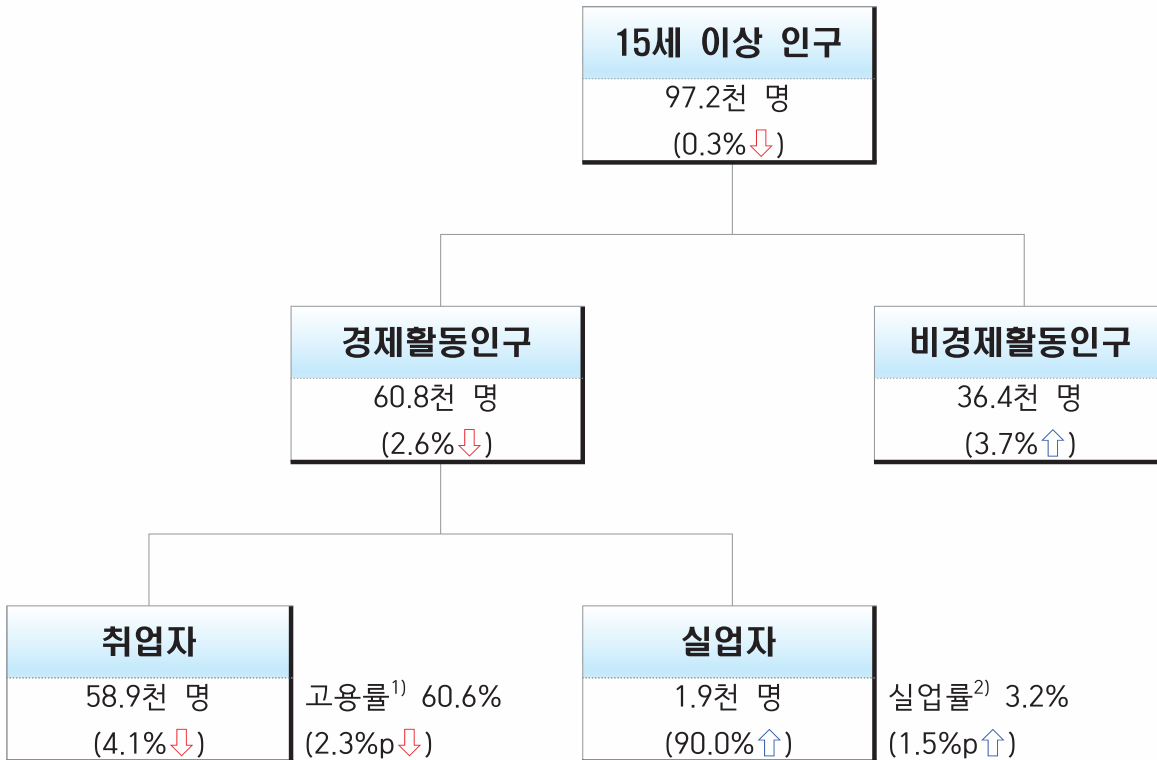 15세 이상 인구
97.2천 명
(0.3%⇩)
경제활동인구
60.8천 명
(2.6%⇩)
비경제활동인구
36.4천 명
(3.7%⇧)
취업자
58.9천 명
(4.1%⇩)
고용률1) 60.6%
(2.3%p⇩)
실업자
1.9천 명
(90.0%⇧)
실업률2) 3.2%
(1.5%p⇧)